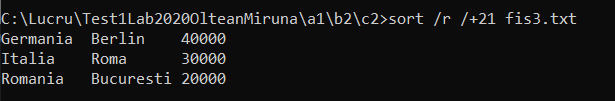 C:\Lucru\Test1Lab2020OlteanMiruna\a1\b2\c2>sort /r /+21 fis3.txt
Germania  Berlin    40000
Italia    Roma      30000
Romania   Bucuresti 20000